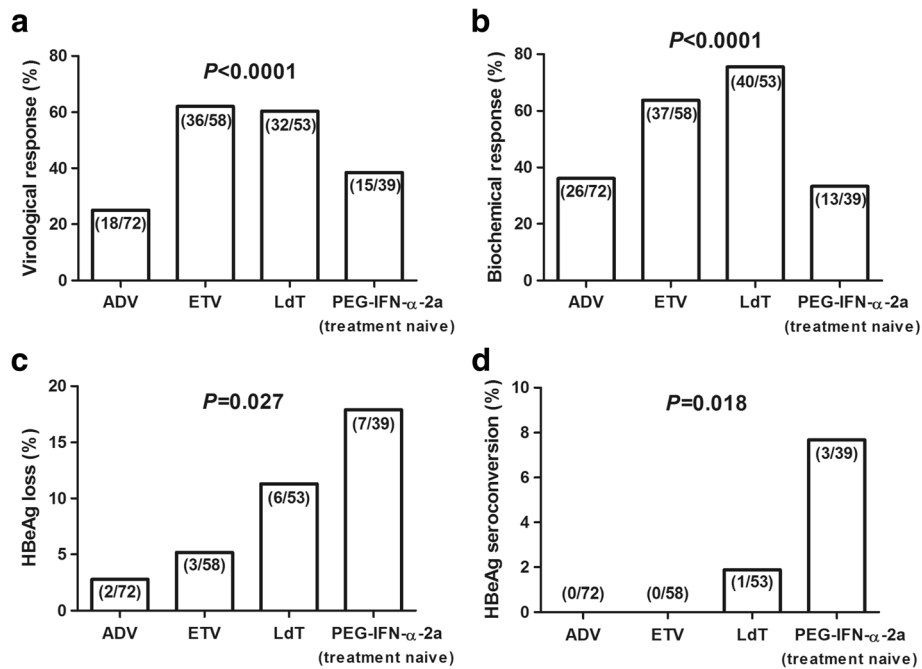 a
Virological response (%)
80
60
40
20
0
P<0.0001
(18/72)
(36/58)
(32/53)
(15/39)
ADV ETV LdT PEG-IFN-α-2a
(treatment naive)
b
Biochemical response (%)
80
60
40
20
0
P<0.0001
(26/72)
(37/58)
(40/53)
(13/39)
ADV ETV LdT PEG-IFN-α-2a
(treatment naive)
c
HBeAg loss (%)
20
15
10
5
0
P=0.027
(2/72)
(3/58)
(6/53)
(7/39)
ADV ETV LdT PEG-IFN-α-2a
(treatment naive)
d
HBeAg seroconversion (%)
10
8
6
4
2
0
P=0.018
(0/72)
(0/58)
(1/53)
(3/39)
ADV ETV LdT PEG-IFN-α-2a
(treatment naive)